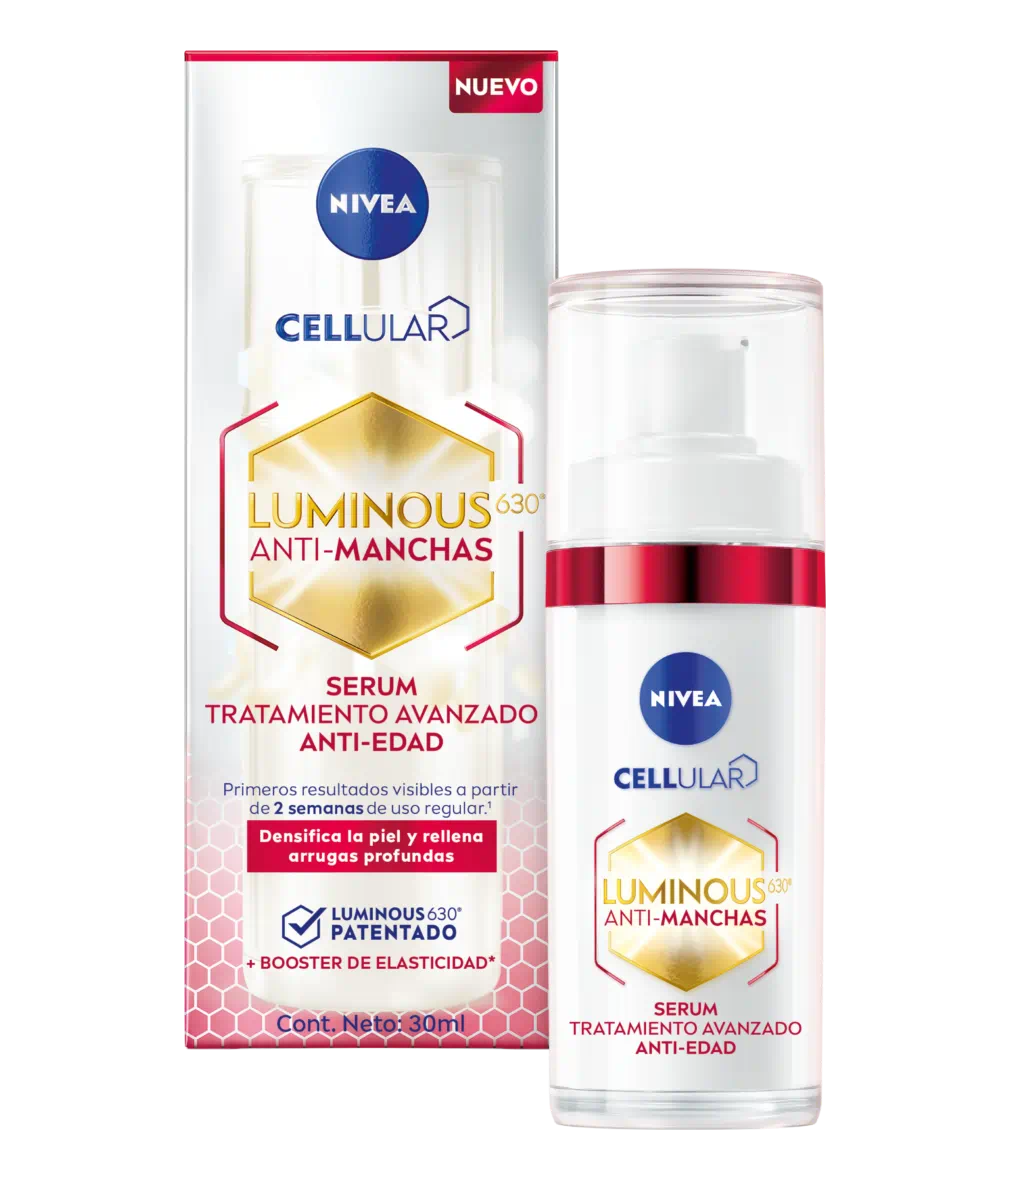 NUEVO
NIVEA
CELLULAR
LUMINOUS630®
ANTI-MANCHAS
SERUM
TRATAMIENTO AVANZADO
ANTI-EDAD
Primeros resultados visibles a partir
de 2 semanas de uso regular.¹
Densifica la piel y rellena
arrugas profundas
LUMINOUS630®
PATENTADO
+ BOOSTER DE ELASTICIDAD*
Cont. Neto: 30ml
NIVEA
CELLULAR
LUMINOUS630®
ANTI-MANCHAS
SERUM
TRATAMIENTO AVANZADO
ANTI-EDAD